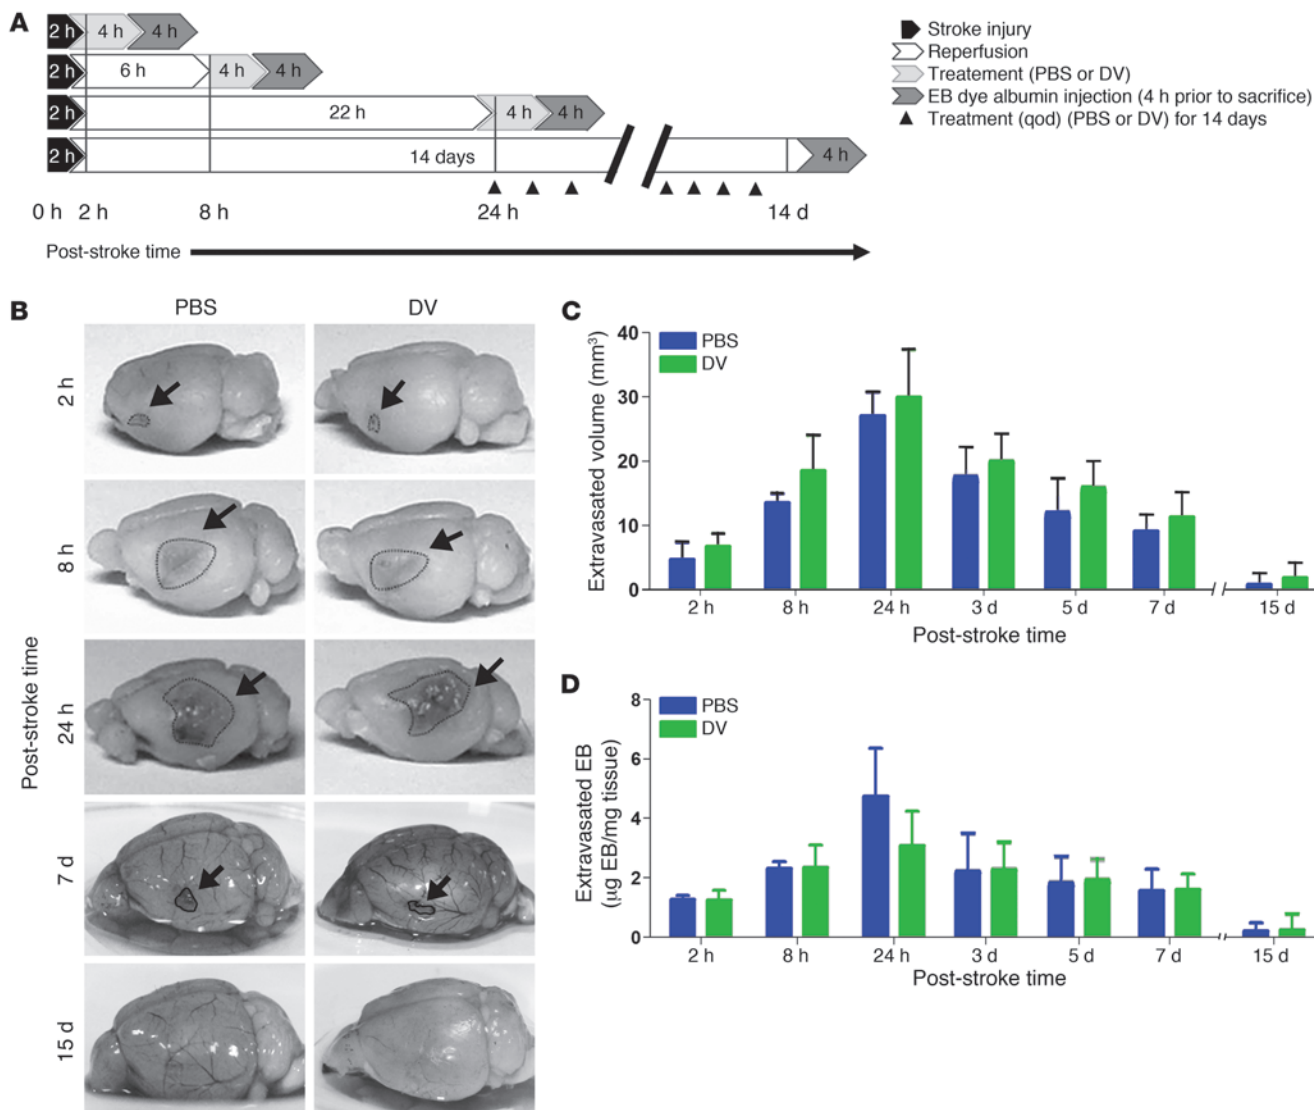 A
2 h 4 h 4 h
2 h 6 h 4 h 4 h
2 h 22 h 4 h 4 h
2 h 14 days 4 h
0 h 2 h 8 h 24 h 14 d
Post-stroke time
Stroke injury
Reperfusion
Treatement (PBS or DV)
EB dye albumin injection (4 h prior to sacrifice)
Treatment (qod) (PBS or DV) for 14 days
B
PBS DV
Post-stroke time
2 h
8 h
24 h
7 d
15 d
C
PBS
DV
Extravasated volume (mm³)
40
30
20
10
0
2 h 8 h 24 h 3 d 5 d 7 d 15 d
Post-stroke time
D
PBS
DV
Extravasated EB
(µg EB/mg tissue)
8
6
4
2
0
2 h 8 h 24 h 3 d 5 d 7 d 15 d
Post-stroke time